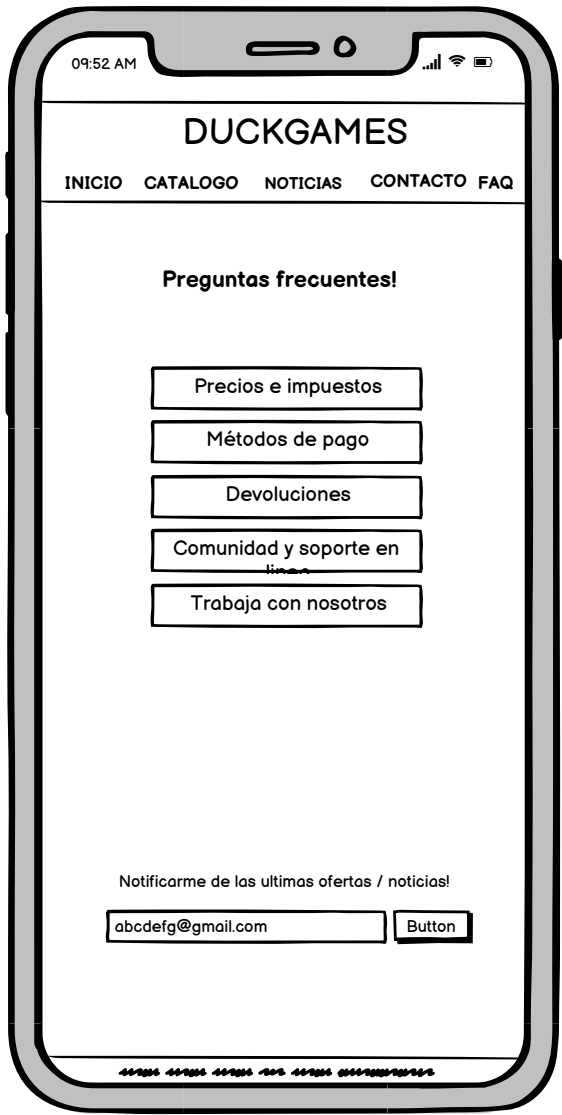 09:52 AM
DUCKGAMES
INICIO CATALOGO NOTICIAS CONTACTO FAQ
Preguntas frecuentes!
Precios e impuestos
Métodos de pago
Devoluciones
Comunidad y soporte en
linea
Trabaja con nosotros
Notificarme de las ultimas ofertas / noticias!
abcdefg@gmail.com Button